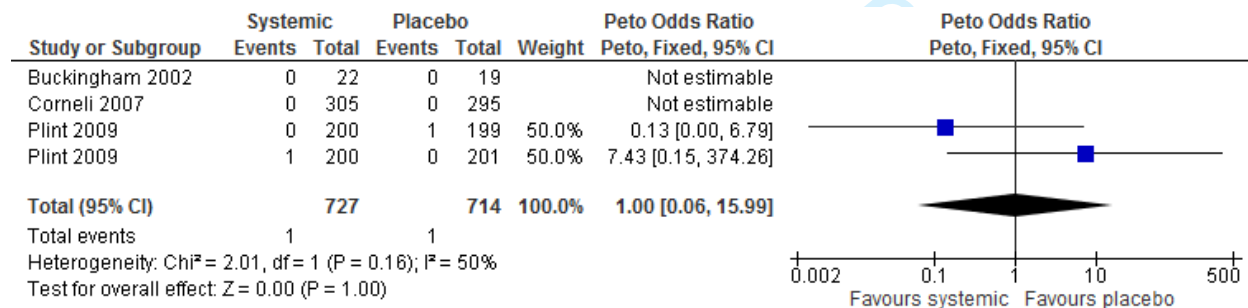 Systemic Placebo Peto Odds Ratio Peto Odds Ratio
Study or Subgroup Events Total Events Total Weight Peto, Fixed, 95% CI Peto, Fixed, 95% CI
Buckingham 2002 0 22 0 19 Not estimable
Corneli 2007 0 305 0 295 Not estimable
Plint 2009 0 200 1 199 50.0% 0.13 [0.00, 6.79]
Plint 2009 1 200 0 201 50.0% 7.43 [0.15, 374.26]
Total (95% CI) 727 714 100.0% 1.00 [0.06, 15.99]
Total events 1 1
Heterogeneity: Chi² = 2.01, df = 1 (P = 0.16); I² = 50%
Test for overall effect: Z = 0.00 (P = 1.00)
0.002 0.1 1 10 500
Favours systemic Favours placebo